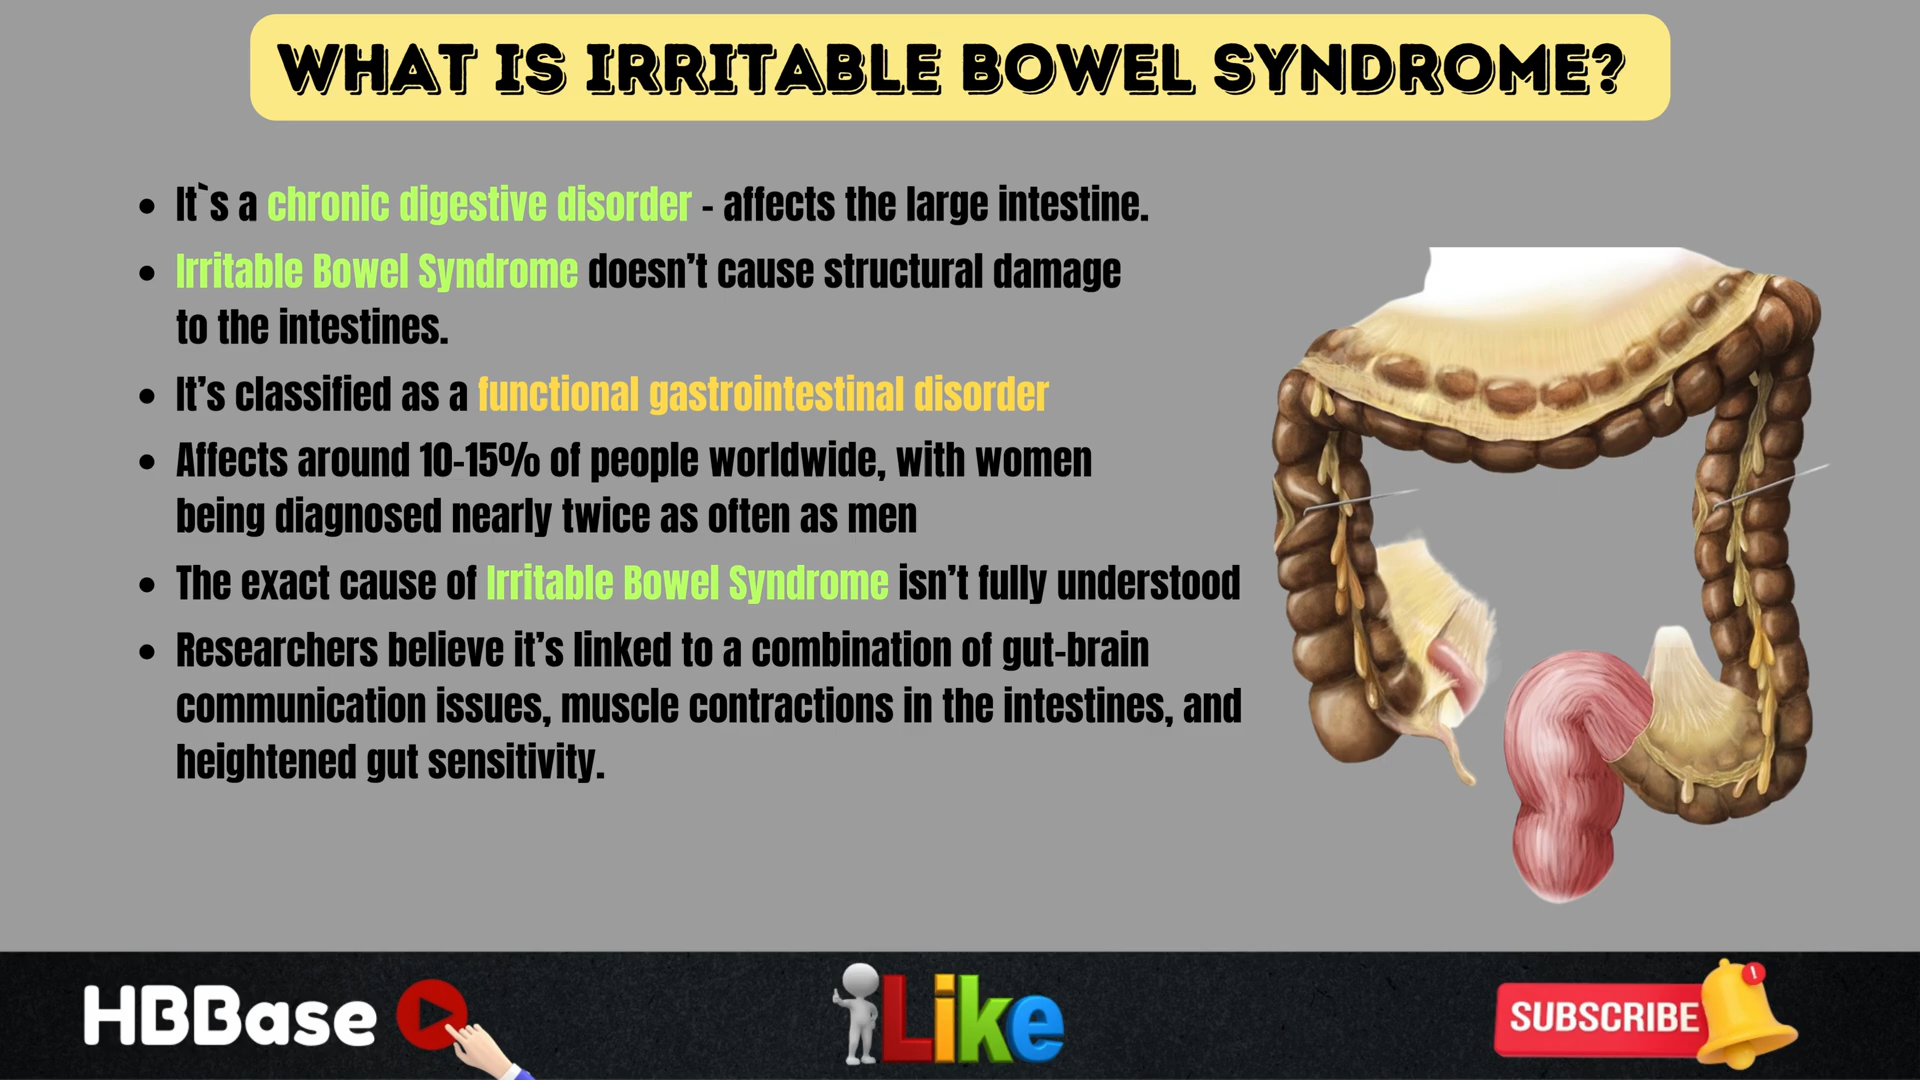 WHAT IS IRRITABLE BOWEL SYNDROME?
• It`s a chronic digestive disorder - affects the large intestine.
• Irritable Bowel Syndrome doesn’t cause structural damage
to the intestines.
• It’s classified as a functional gastrointestinal disorder
• Affects around 10-15% of people worldwide, with women
being diagnosed nearly twice as often as men
• The exact cause of Irritable Bowel Syndrome isn’t fully understood
• Researchers believe it’s linked to a combination of gut-brain
communication issues, muscle contractions in the intestines, and
heightened gut sensitivity.
HBBase
Like
SUBSCRIBE
!